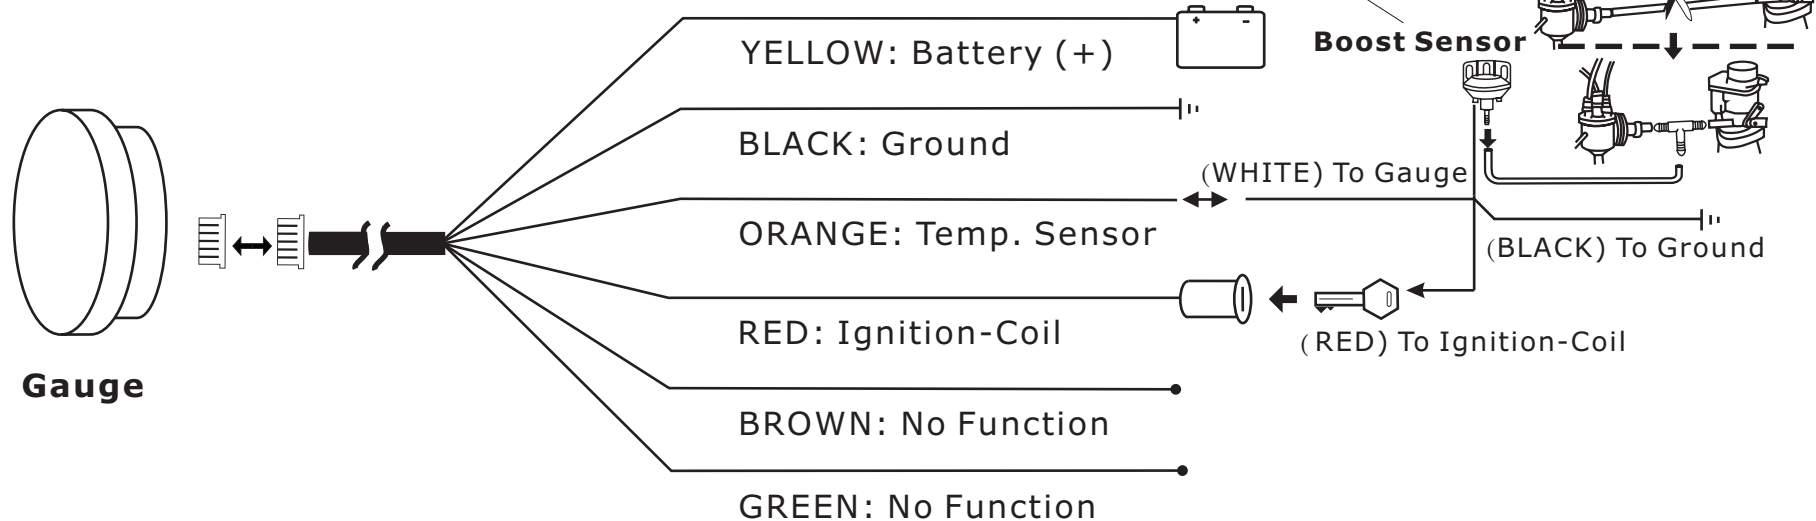 YELLOW: Battery (+)
Boost Sensor
BLACK: Ground
(WHITE) To Gauge
ORANGE: Temp. Sensor
(BLACK) To Ground
RED: Ignition-Coil
(RED) To Ignition-Coil
Gauge
BROWN: No Function
GREEN: No Function